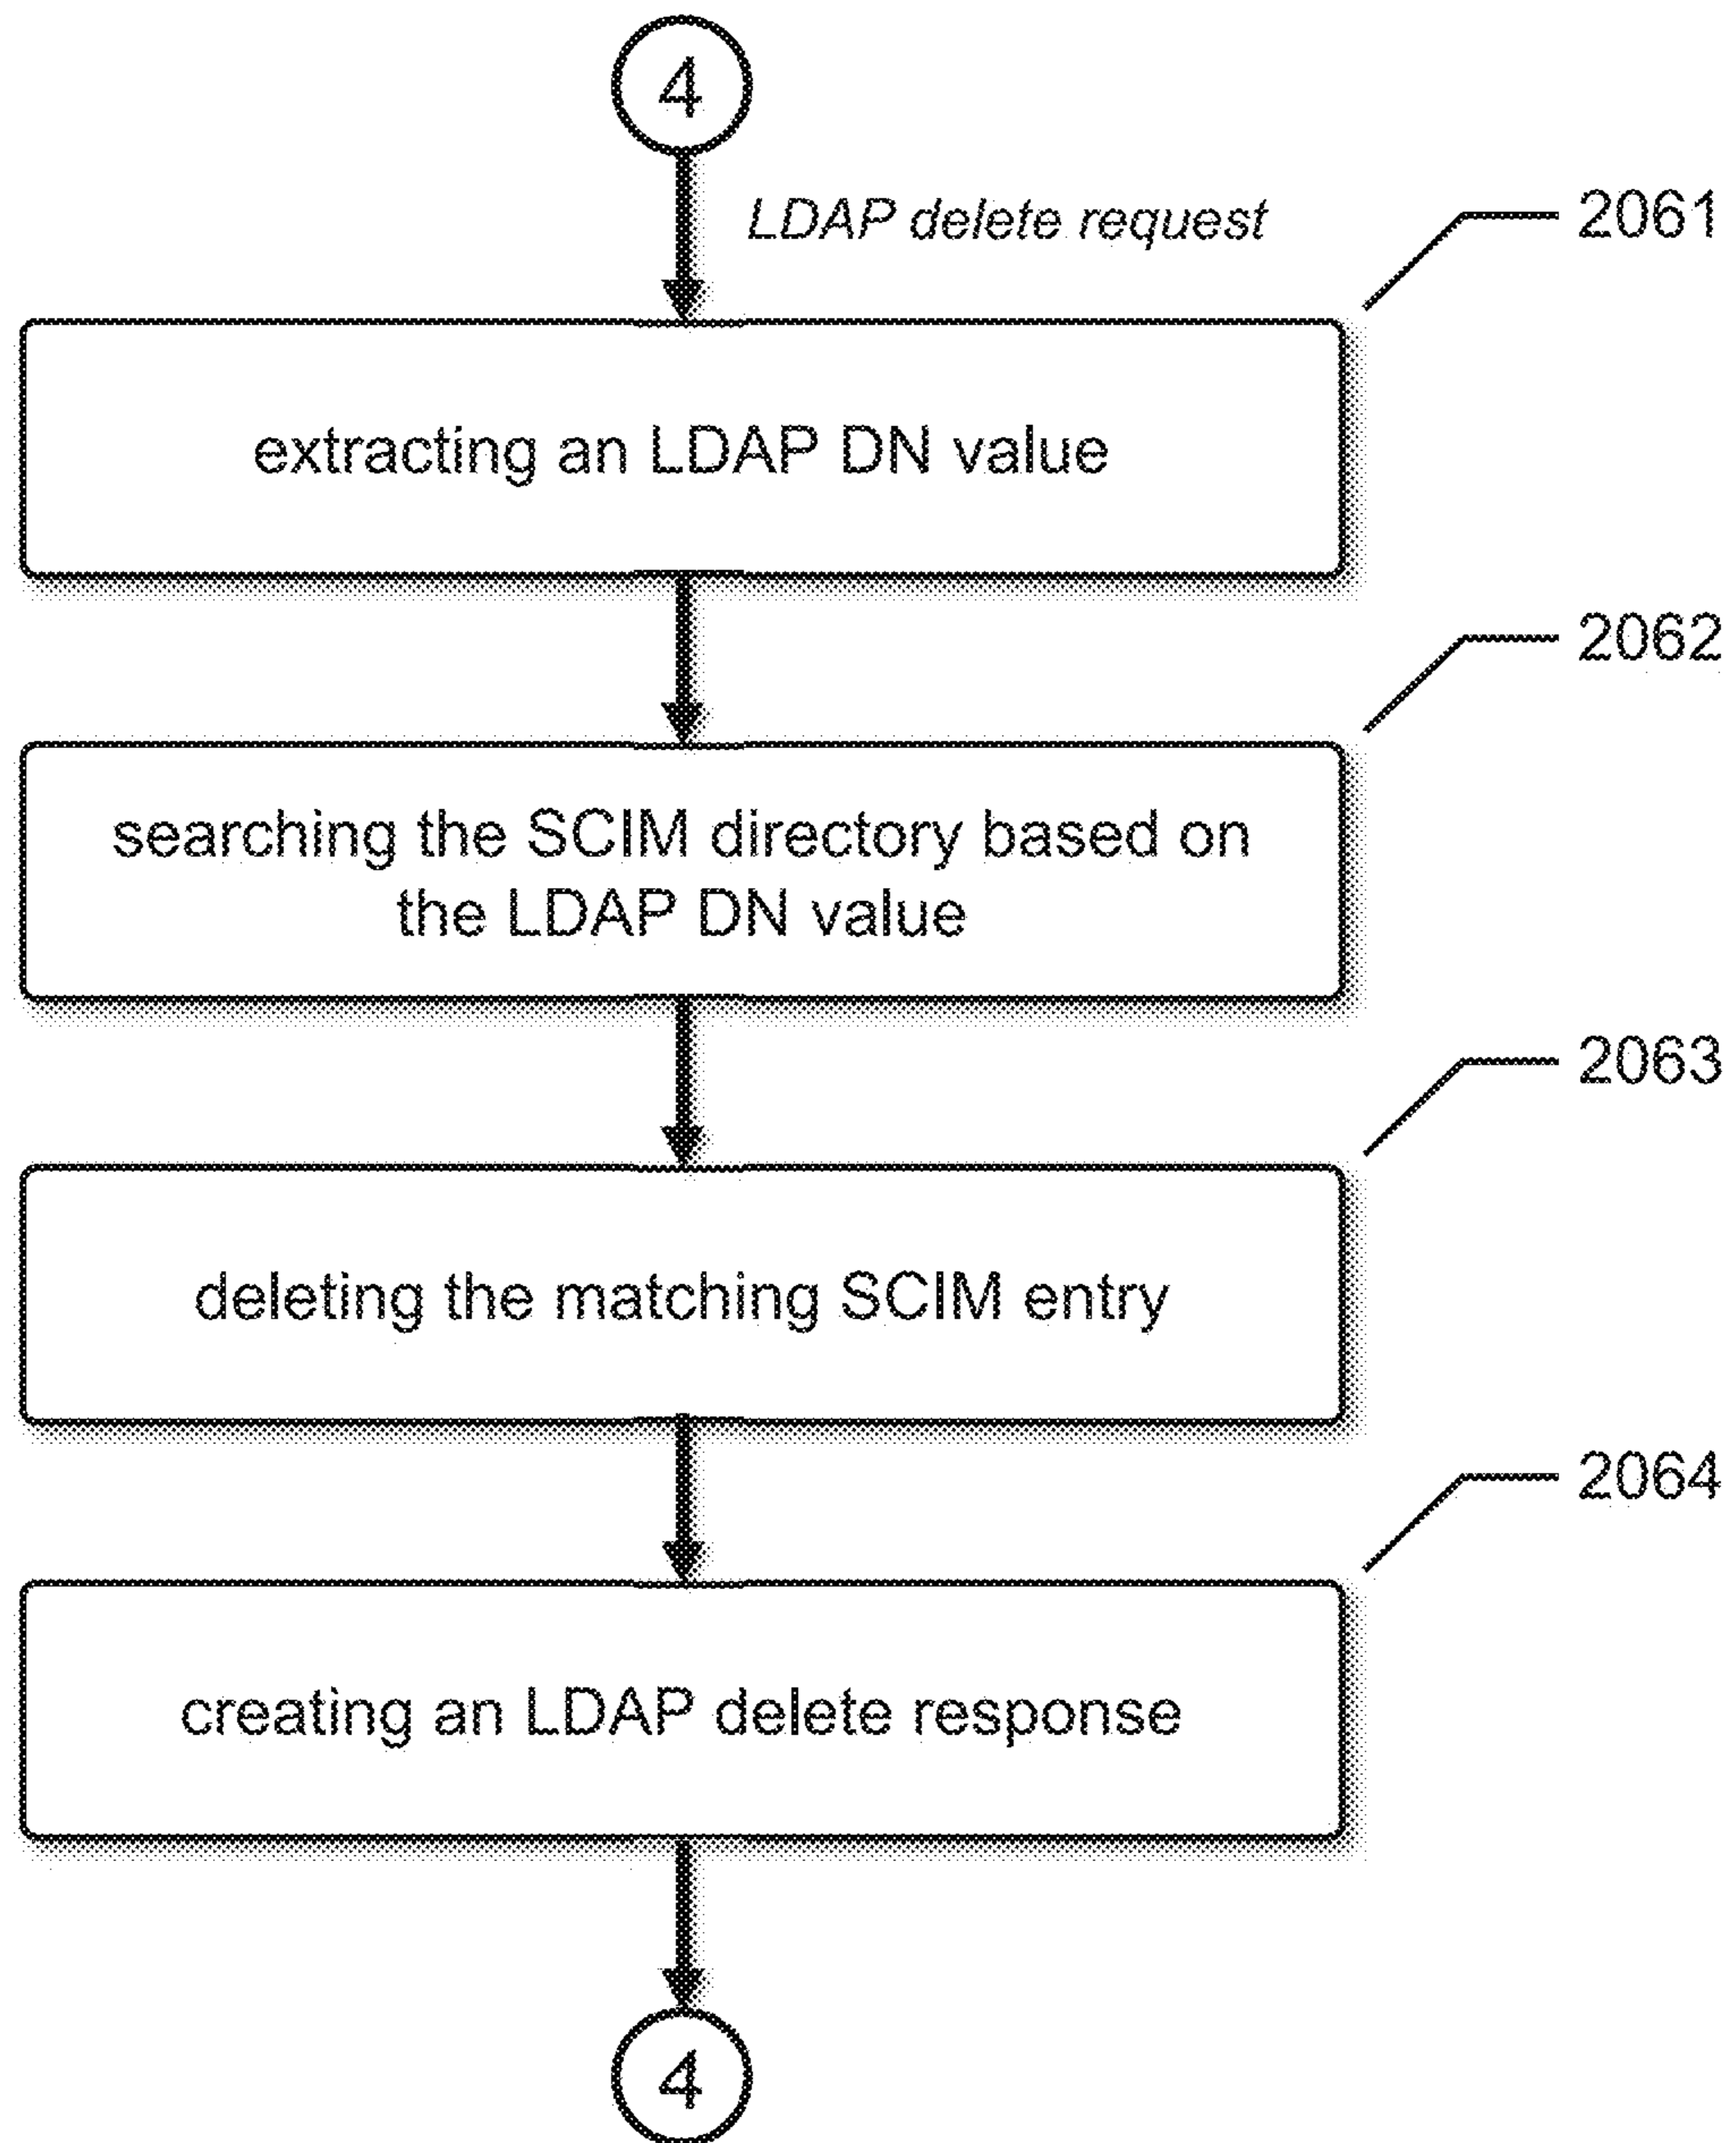 4
LDAP delete request
2061
extracting an LDAP DN value
2062
searching the SCIM directory based on
the LDAP DN value
2063
deleting the matching SCIM entry
2064
creating an LDAP delete response
4